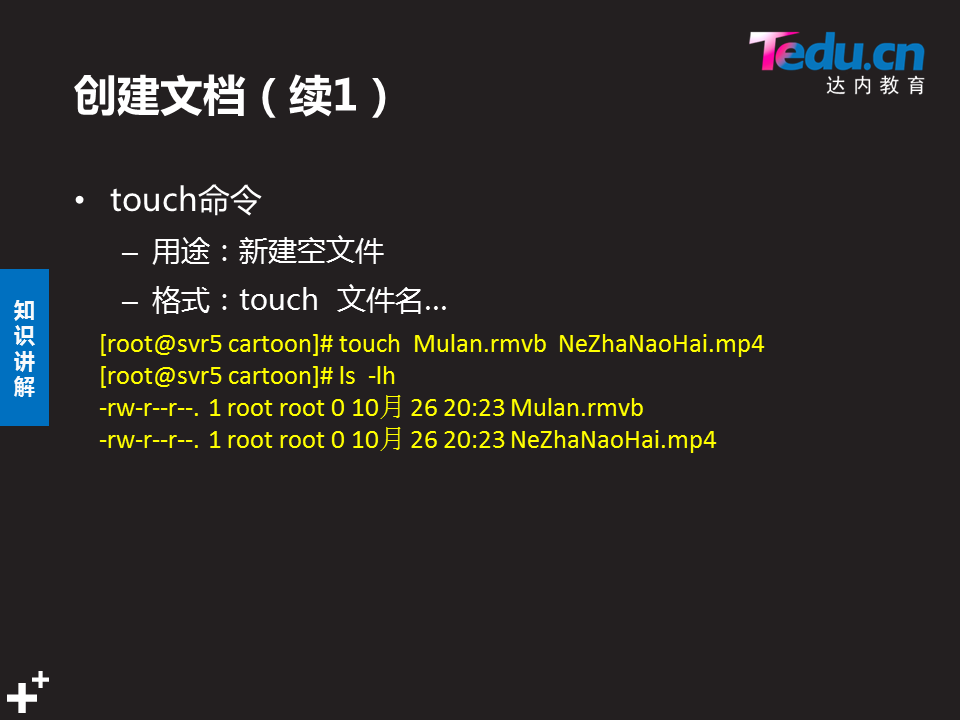 Tedu.cn
达内教育
创建文档（续1）
• touch命令
– 用途：新建空文件
– 格式：touch  文件名...
[root@svr5 cartoon]# touch  Mulan.rmvb  NeZhaNaoHai.mp4
[root@svr5 cartoon]# ls  -lh
-rw-r--r--. 1 root root 0 10月 26 20:23 Mulan.rmvb
-rw-r--r--. 1 root root 0 10月 26 20:23 NeZhaNaoHai.mp4
知识讲解